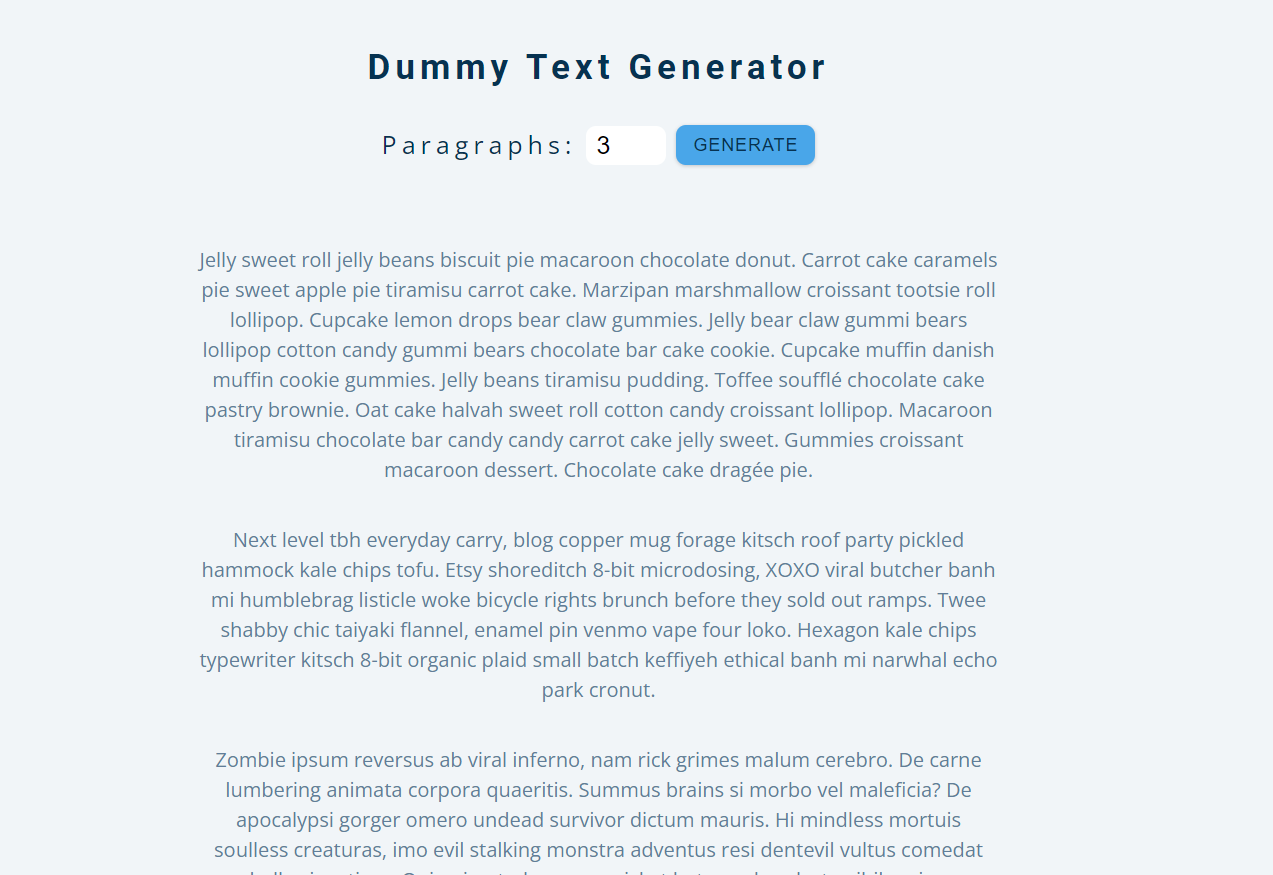 Dummy Text Generator
Paragraphs: 3 GENERATE
Jelly sweet roll jelly beans biscuit pie macaroon chocolate donut. Carrot cake caramels
pie sweet apple pie tiramisu carrot cake. Marzipan marshmallow croissant tootsie roll
lollipop. Cupcake lemon drops bear claw gummies. Jelly bear claw gummi bears
lollipop cotton candy gummi bears chocolate bar cake cookie. Cupcake muffin danish
muffin cookie gummies. Jelly beans tiramisu pudding. Toffee soufflé chocolate cake
pastry brownie. Oat cake halvah sweet roll cotton candy croissant lollipop. Macaroon
tiramisu chocolate bar candy candy carrot cake jelly sweet. Gummies croissant
macaroon dessert. Chocolate cake dragée pie.
Next level tbh everyday carry, blog copper mug forage kitsch roof party pickled
hammock kale chips tofu. Etsy shoreditch 8-bit microdosing, XOXO viral butcher banh
mi humblebrag listicle woke bicycle rights brunch before they sold out ramps. Twee
shabby chic taiyaki flannel, enamel pin venmo vape four loko. Hexagon kale chips
typewriter kitsch 8-bit organic plaid small batch keffiyeh ethical banh mi narwhal echo
park cronut.
Zombie ipsum reversus ab viral inferno, nam rick grimes malum cerebro. De carne
lumbering animata corpora quaeritis. Summus brains si morbo vel maleficia? De
apocalypsi gorger omero undead survivor dictum mauris. Hi mindless mortuis
soulless creaturas, imo evil stalking monstra adventus resi dentevil vultus comedat